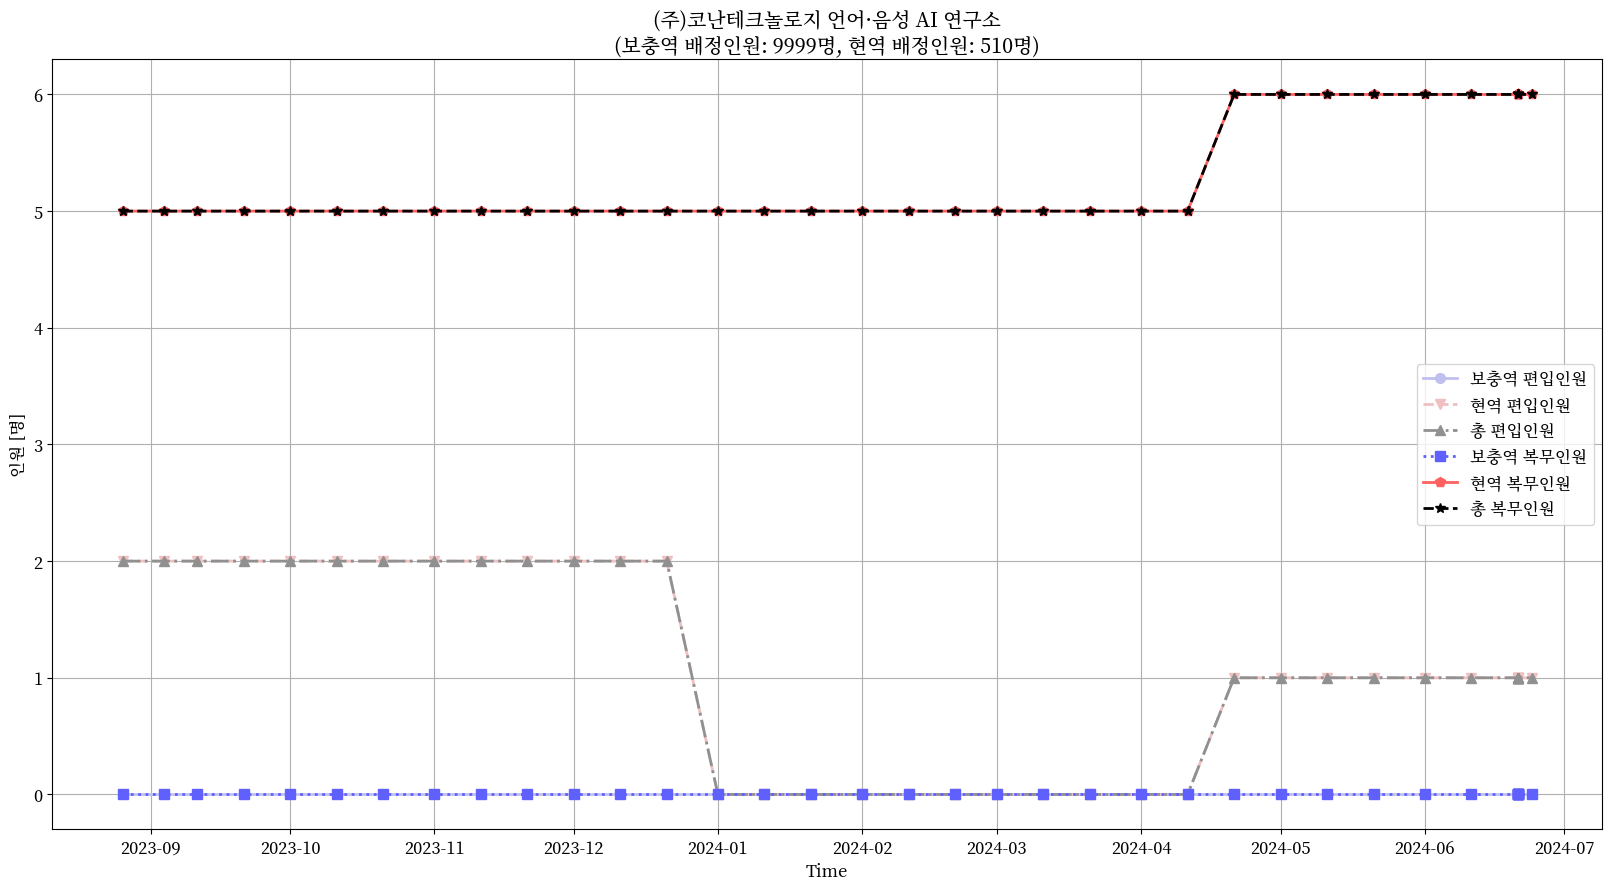 (주)코난테크놀로지 언어·음성 AI 연구소
(보충역 배정인원: 9999명, 현역 배정인원: 510명)
인원 [명]
6
5
4
3
2
1
0
보충역 편입인원
현역 편입인원
총 편입인원
보충역 복무인원
현역 복무인원
총 복무인원
2023-09 2023-10 2023-11 2023-12 2024-01 2024-02 2024-03 2024-04 2024-05 2024-06 2024-07
Time